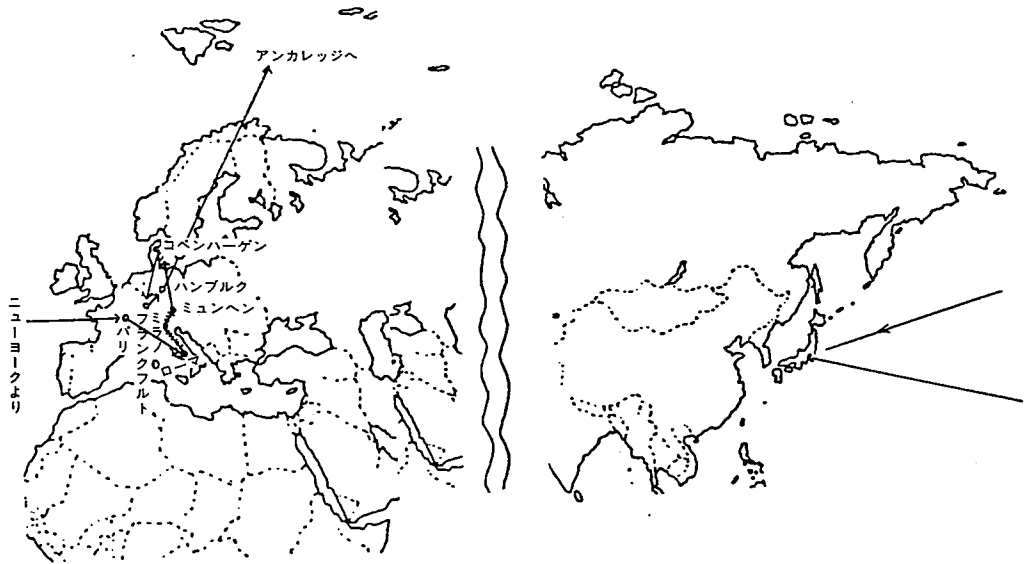 アンカレッジへ
コペンハーゲン
ハンブルク
ミュンヘン
ミラノ
フランクフルト
パリ
ローマ
ニューヨークより